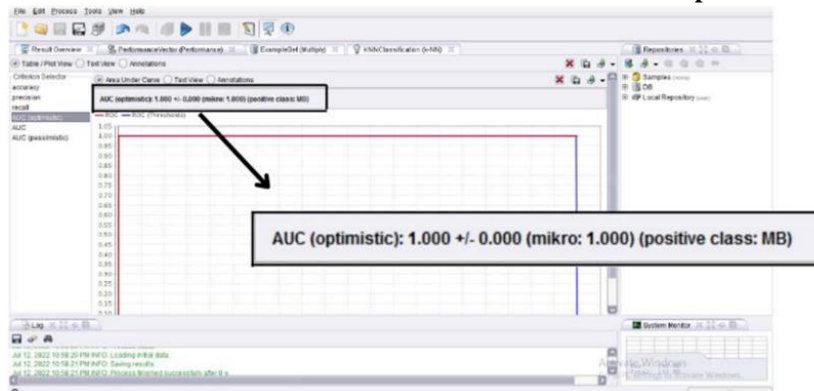 File Edit Process Tools View Help
Result Overview PerformanceVector (Performance) ExampleSet (Multiply) KNNClassification (k-NN) Repositories
Table / Plot View Text View Annotations
Criterion Selector
Area Under Curve Text View Annotations
Samples (none)
DB
Local Repository (user)
accuracy
precision
recall
AUC (optimistic)
AUC
AUC (pessimistic)
AUC (optimistic): 1.000 +/- 0.000 (mikro: 1.000) (positive class: MB)
ROC ROC (Thresholds)
1.05
1.00
0.95
0.90
0.85
0.80
0.75
0.70
0.65
0.60
0.55
0.50
0.45
0.40
0.35
0.30
0.25
0.20
0.15
0.10
AUC (optimistic): 1.000 +/- 0.000 (mikro: 1.000) (positive class: MB)
Log
System Monitor
Jul 12, 2022 10:58:20 PM INFO: Loading initial data.
Jul 12, 2022 10:58:21 PM INFO: Saving results.
Jul 12, 2022 10:58:21 PM INFO: Process finished successfully after 0 s
Activate Windows